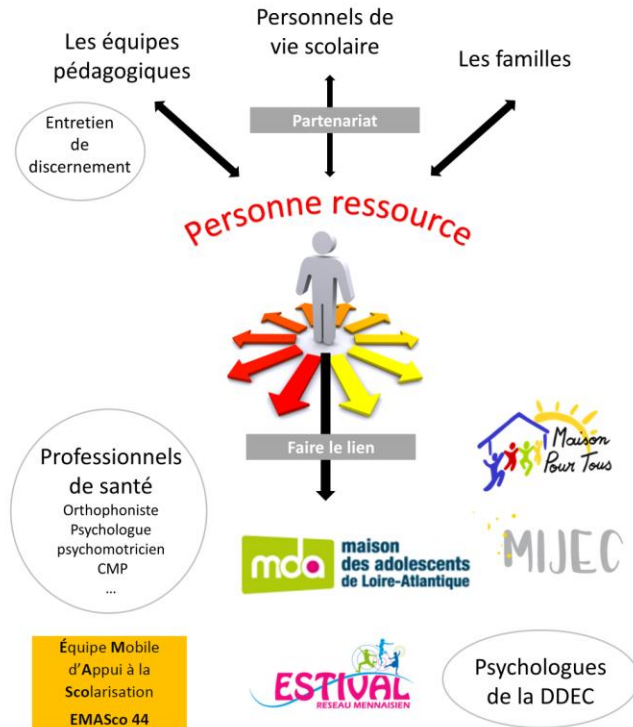 Personnels de
vie scolaire
Les équipes
pédagogiques
Les familles
Partenariat
Entretien
de
discernement
Personne ressource
Faire le lien
Maison
Pour Tous
Professionnels
de santé
Orthophoniste
Psychologue
psychomotricien
CMP
...
mda
maison
des adolescents
de Loire-Atlantique
MIJEC
Équipe Mobile
d'Appui à la
Scolarisation
EMASco 44
ESTIVAL
RESEAU MENNAISIEN
Psychologues
de la DDEC